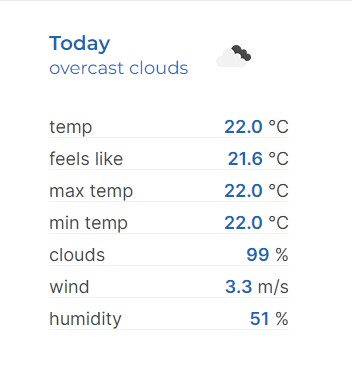 Today
overcast clouds
temp 22.0 °C
feels like 21.6 °C
max temp 22.0 °C
min temp 22.0 °C
clouds 99 %
wind 3.3 m/s
humidity 51 %